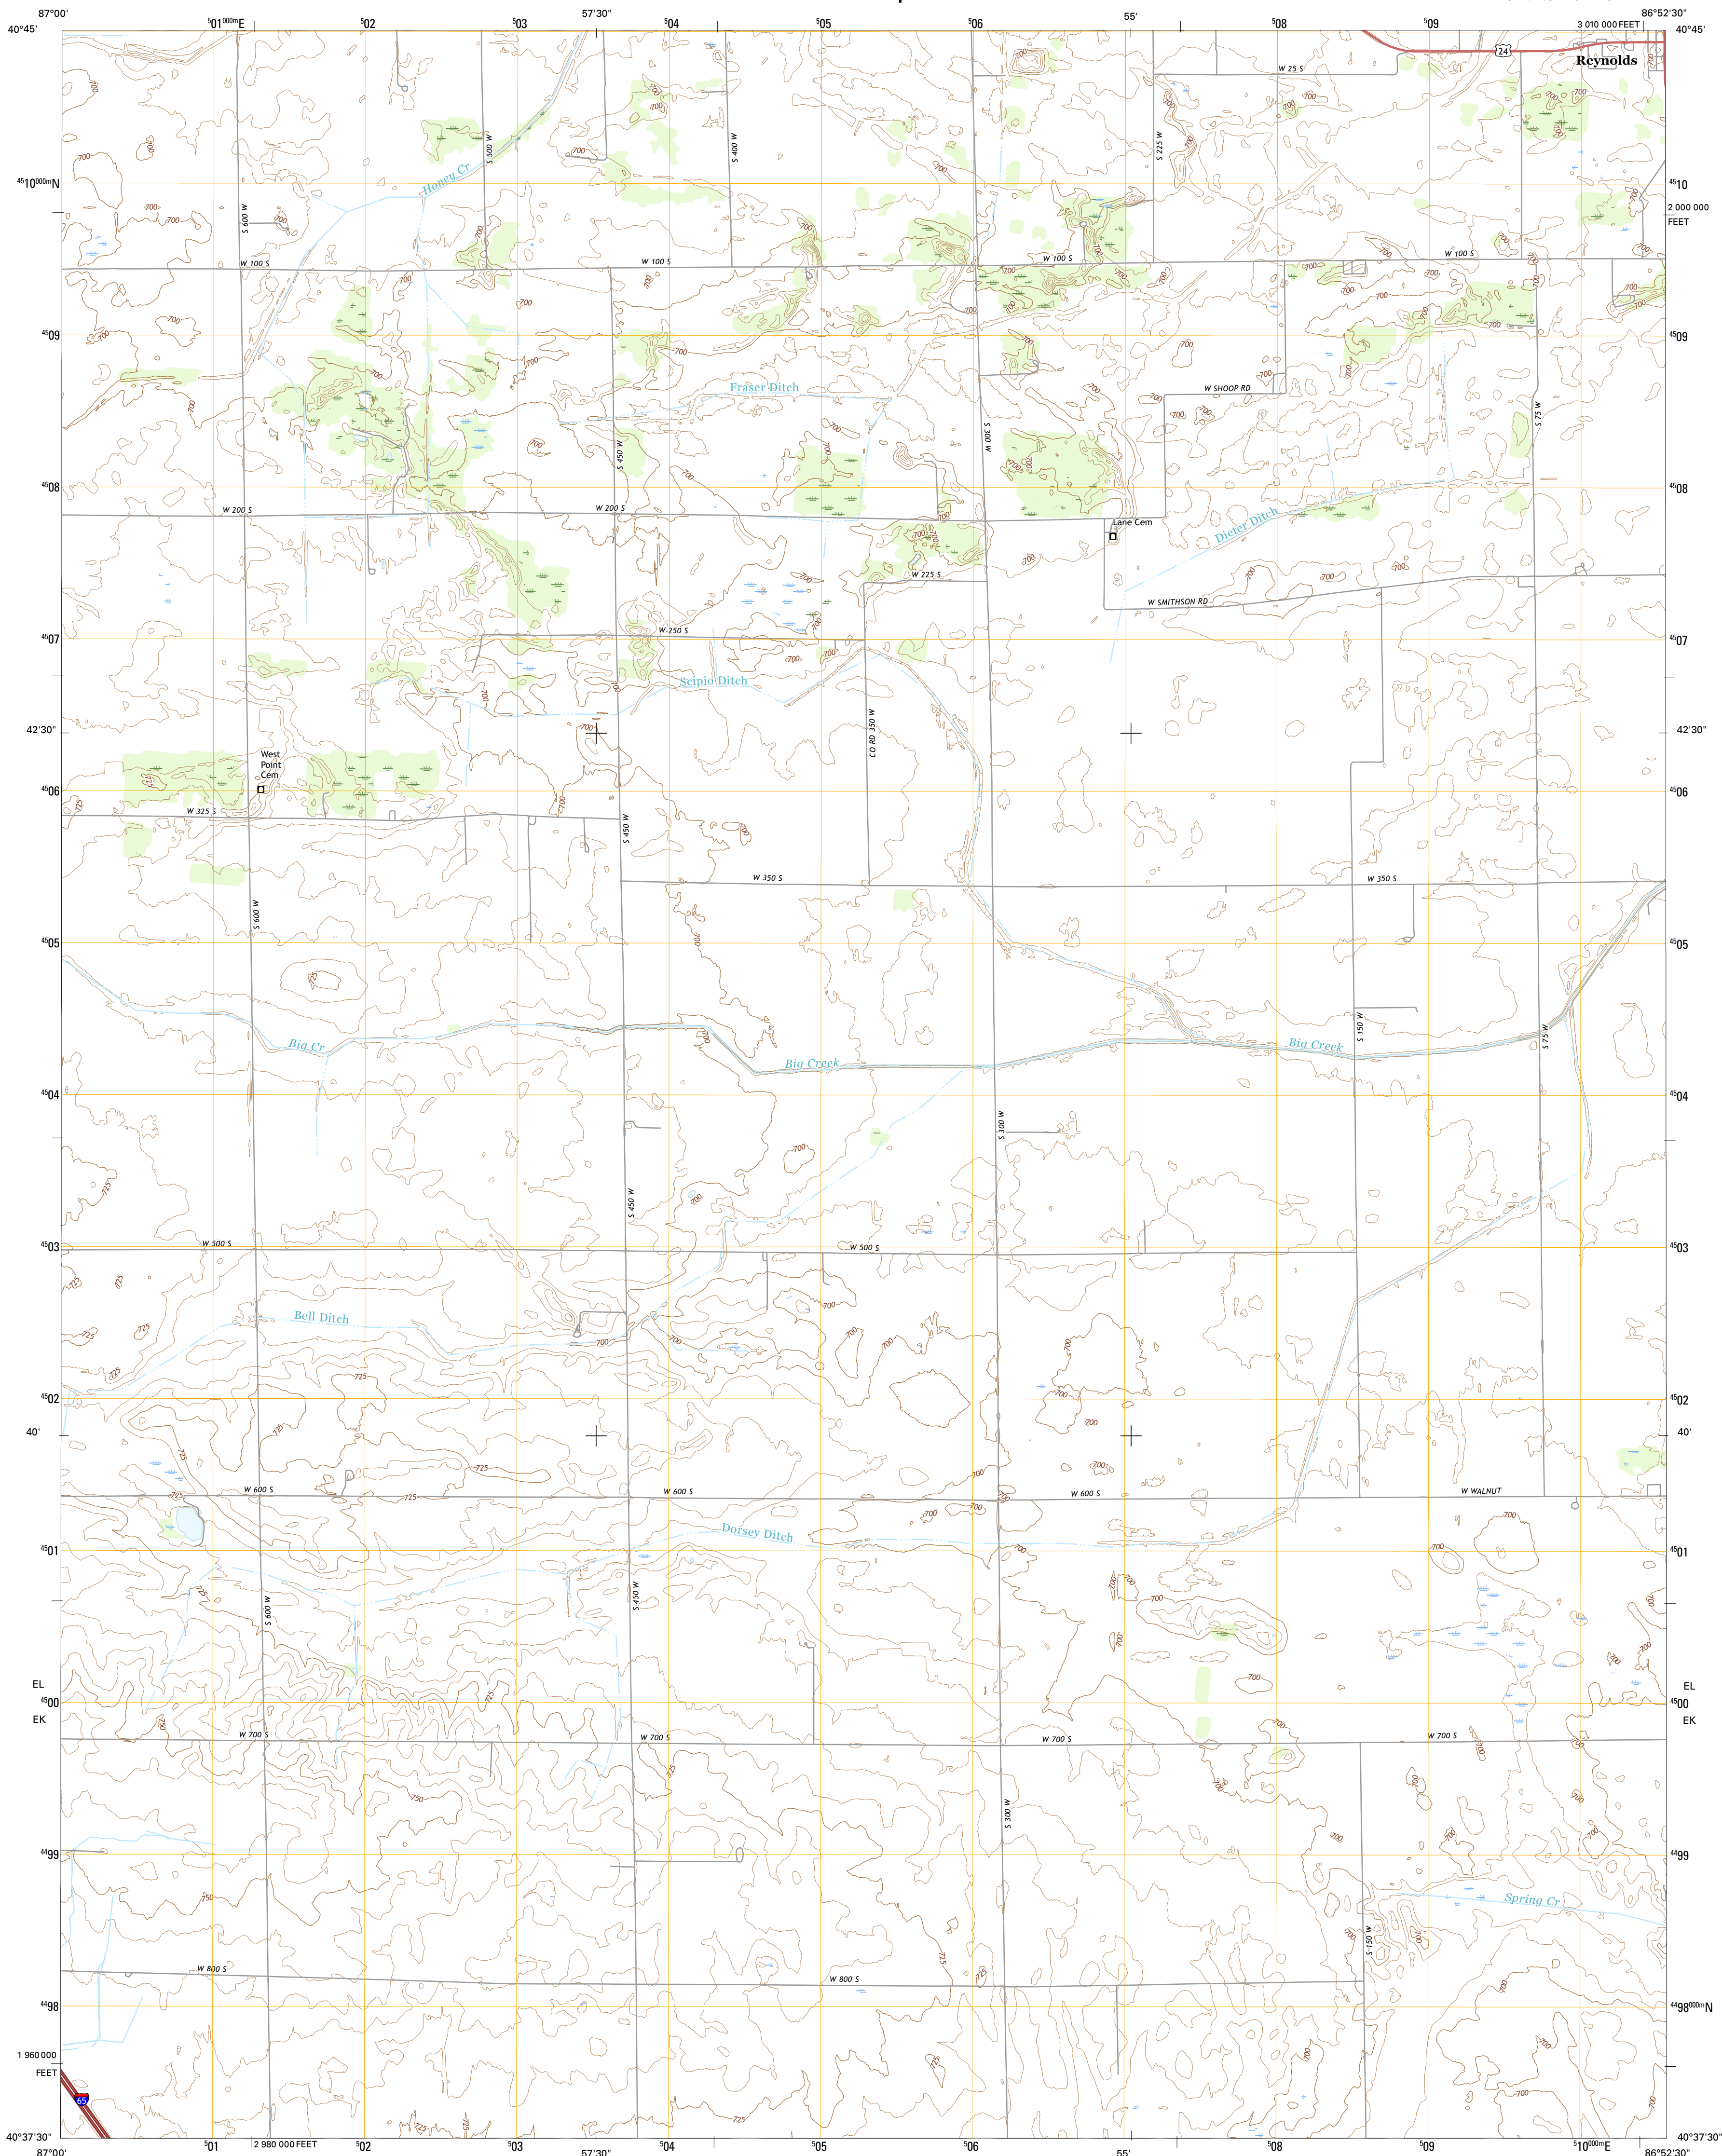 87°00'
501000mE
502
503
57'30"
504
505
506
55'
508
509
3 010 000 FEET
86°52'30"
40°45'
40°45'
24
Reynolds
W 25 S
S 500 W
S 400 W
S 225 W
Honey Cr
4510000mN
4510
2 000 000
FEET
S 600 W
W 100 S
W 100 S
W 100 S
W 100 S
4509
4509
Fraser Ditch
W SHOOP RD
S 75 W
S 300 W
S 450 W
4508
4508
W 200 S
W 200 S
Lane Cem
Dieter Ditch
W 225 S
W SMITHSON RD
4507
4507
W 250 S
Scipio Ditch
CO RD 350 W
42'30"
42'30"
West
Point
Cem
4506
4506
W 325 S
S 450 W
W 350 S
W 350 S
S 600 W
4505
4505
Big Cr
Big Creek
Big Creek
S 150 W
S 75 W
4504
4504
S 300 W
S 450 W
4503
4503
W 500 S
W 500 S
Bell Ditch
4502
4502
40'
40'
W 600 S
W 600 S
W 600 S
W WALNUT
Dorsey Ditch
4501
4501
S 600 W
S 450 W
EL
EL
4500
4500
EK
EK
W 700 S
W 700 S
W 700 S
W 700 S
S 300 W
4499
4499
Spring Cr
S 150 W
W 800 S
W 800 S
4498
4498000mN
1 960 000
FEET
65
40°37'30"
40°37'30"
87°00'
501
2 980 000 FEET
502
503
57'30"
504
505
506
55'
508
509
510000mE
86°52'30"
700
725
750